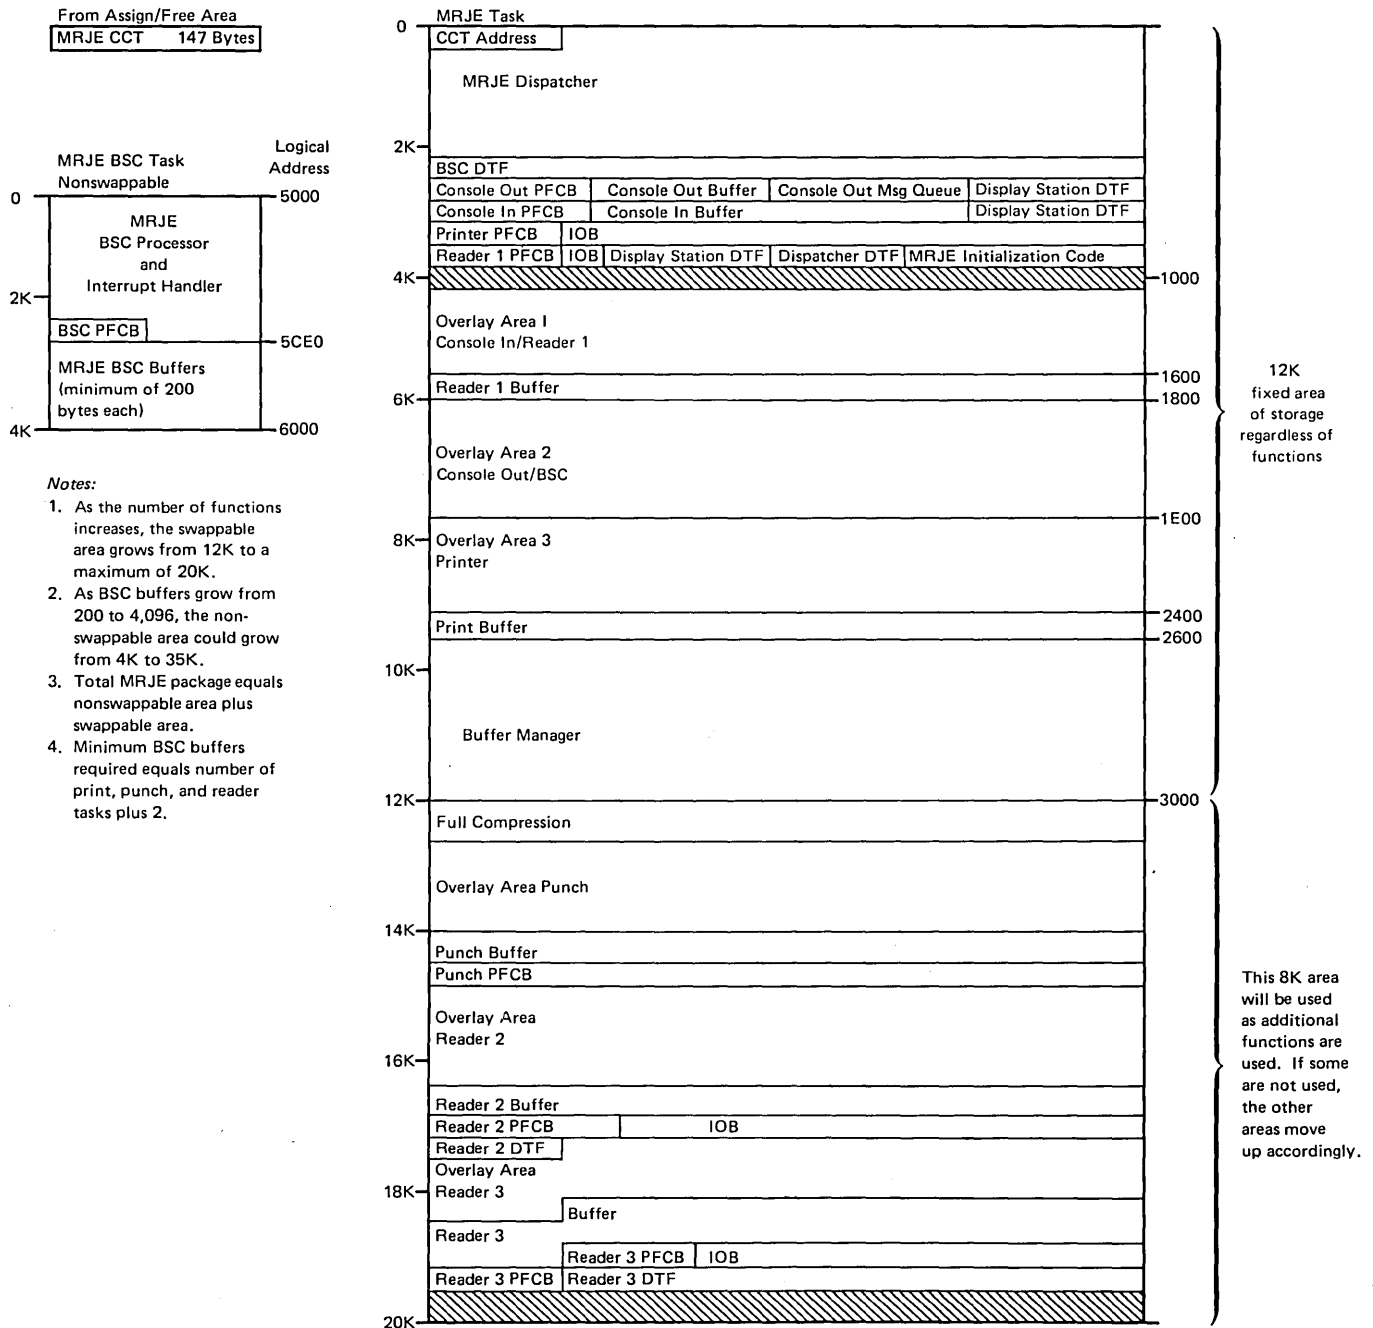 From Assign/Free Area
MRJE CCT 147 Bytes
MRJE BSC Task
Nonswappable
Logical
Address
0
5000
MRJE
BSC Processor
and
Interrupt Handler
2K
BSC PFCB
5CE0
MRJE BSC Buffers
(minimum of 200
bytes each)
4K
6000
Notes:
1. As the number of functions
increases, the swappable
area grows from 12K to a
maximum of 20K.
2. As BSC buffers grow from
200 to 4,096, the non-
swappable area could grow
from 4K to 35K.
3. Total MRJE package equals
nonswappable area plus
swappable area.
4. Minimum BSC buffers
required equals number of
print, punch, and reader
tasks plus 2.
MRJE Task
0
CCT Address
MRJE Dispatcher
2K
BSC DTF
Console Out PFCB Console Out Buffer Console Out Msg Queue Display Station DTF
Console In PFCB Console In Buffer Display Station DTF
Printer PFCB IOB
Reader 1 PFCB IOB Display Station DTF Dispatcher DTF MRJE Initialization Code
4K
1000
Overlay Area I
Console In/Reader 1
1600
Reader 1 Buffer
6K
1800
Overlay Area 2
Console Out/BSC
1E00
8K
Overlay Area 3
Printer
2400
Print Buffer
2600
10K
Buffer Manager
12K
3000
12K
fixed area
of storage
regardless of
functions
Full Compression
Overlay Area Punch
14K
Punch Buffer
Punch PFCB
Overlay Area
Reader 2
16K
Reader 2 Buffer
Reader 2 PFCB IOB
Reader 2 DTF
Overlay Area
18K
Reader 3
Buffer
Reader 3
Reader 3 PFCB IOB
Reader 3 PFCB Reader 3 DTF
20K
This 8K area
will be used
as additional
functions are
used. If some
are not used,
the other
areas move
up accordingly.